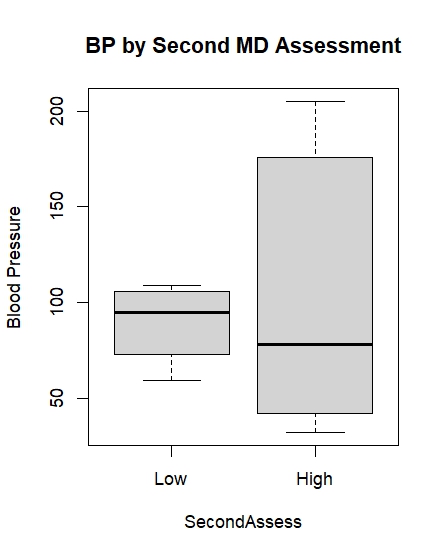 BP by Second MD Assessment
Blood Pressure
200
150
100
50
Low High
SecondAssess